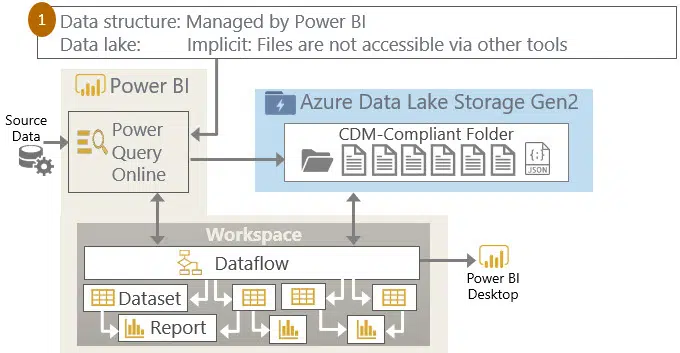 1
Data structure: Managed by Power BI
Data lake: Implicit: Files are not accessible via other tools
Power BI
Azure Data Lake Storage Gen2
Source
Data
Power
Query
Online
CDM-Compliant Folder
{:}
JSON
Workspace
Dataflow
Power BI
Desktop
Dataset
Report